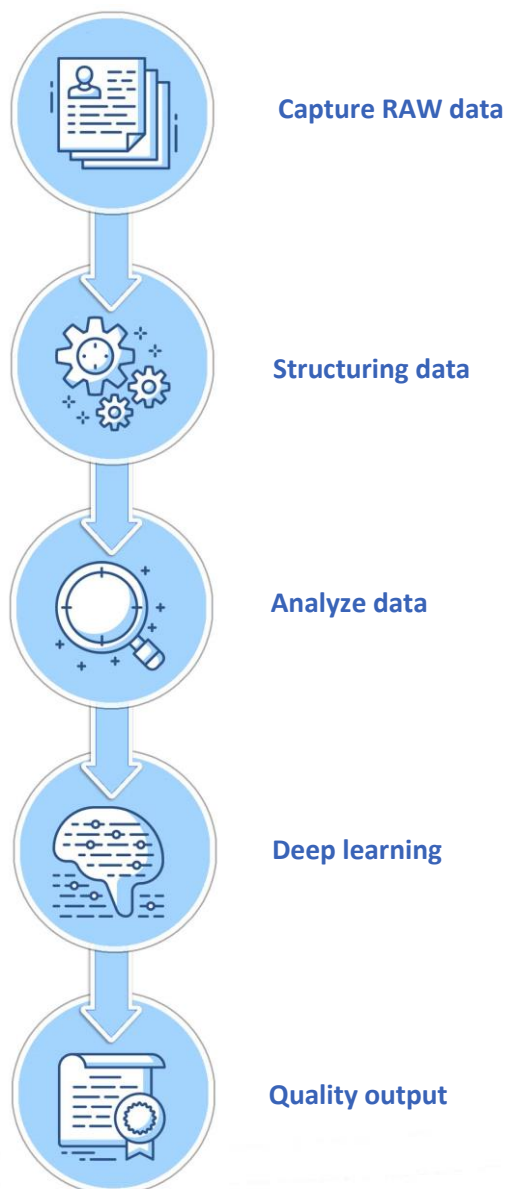 Capture RAW data
Structuring data
Analyze data
Deep learning
Quality output